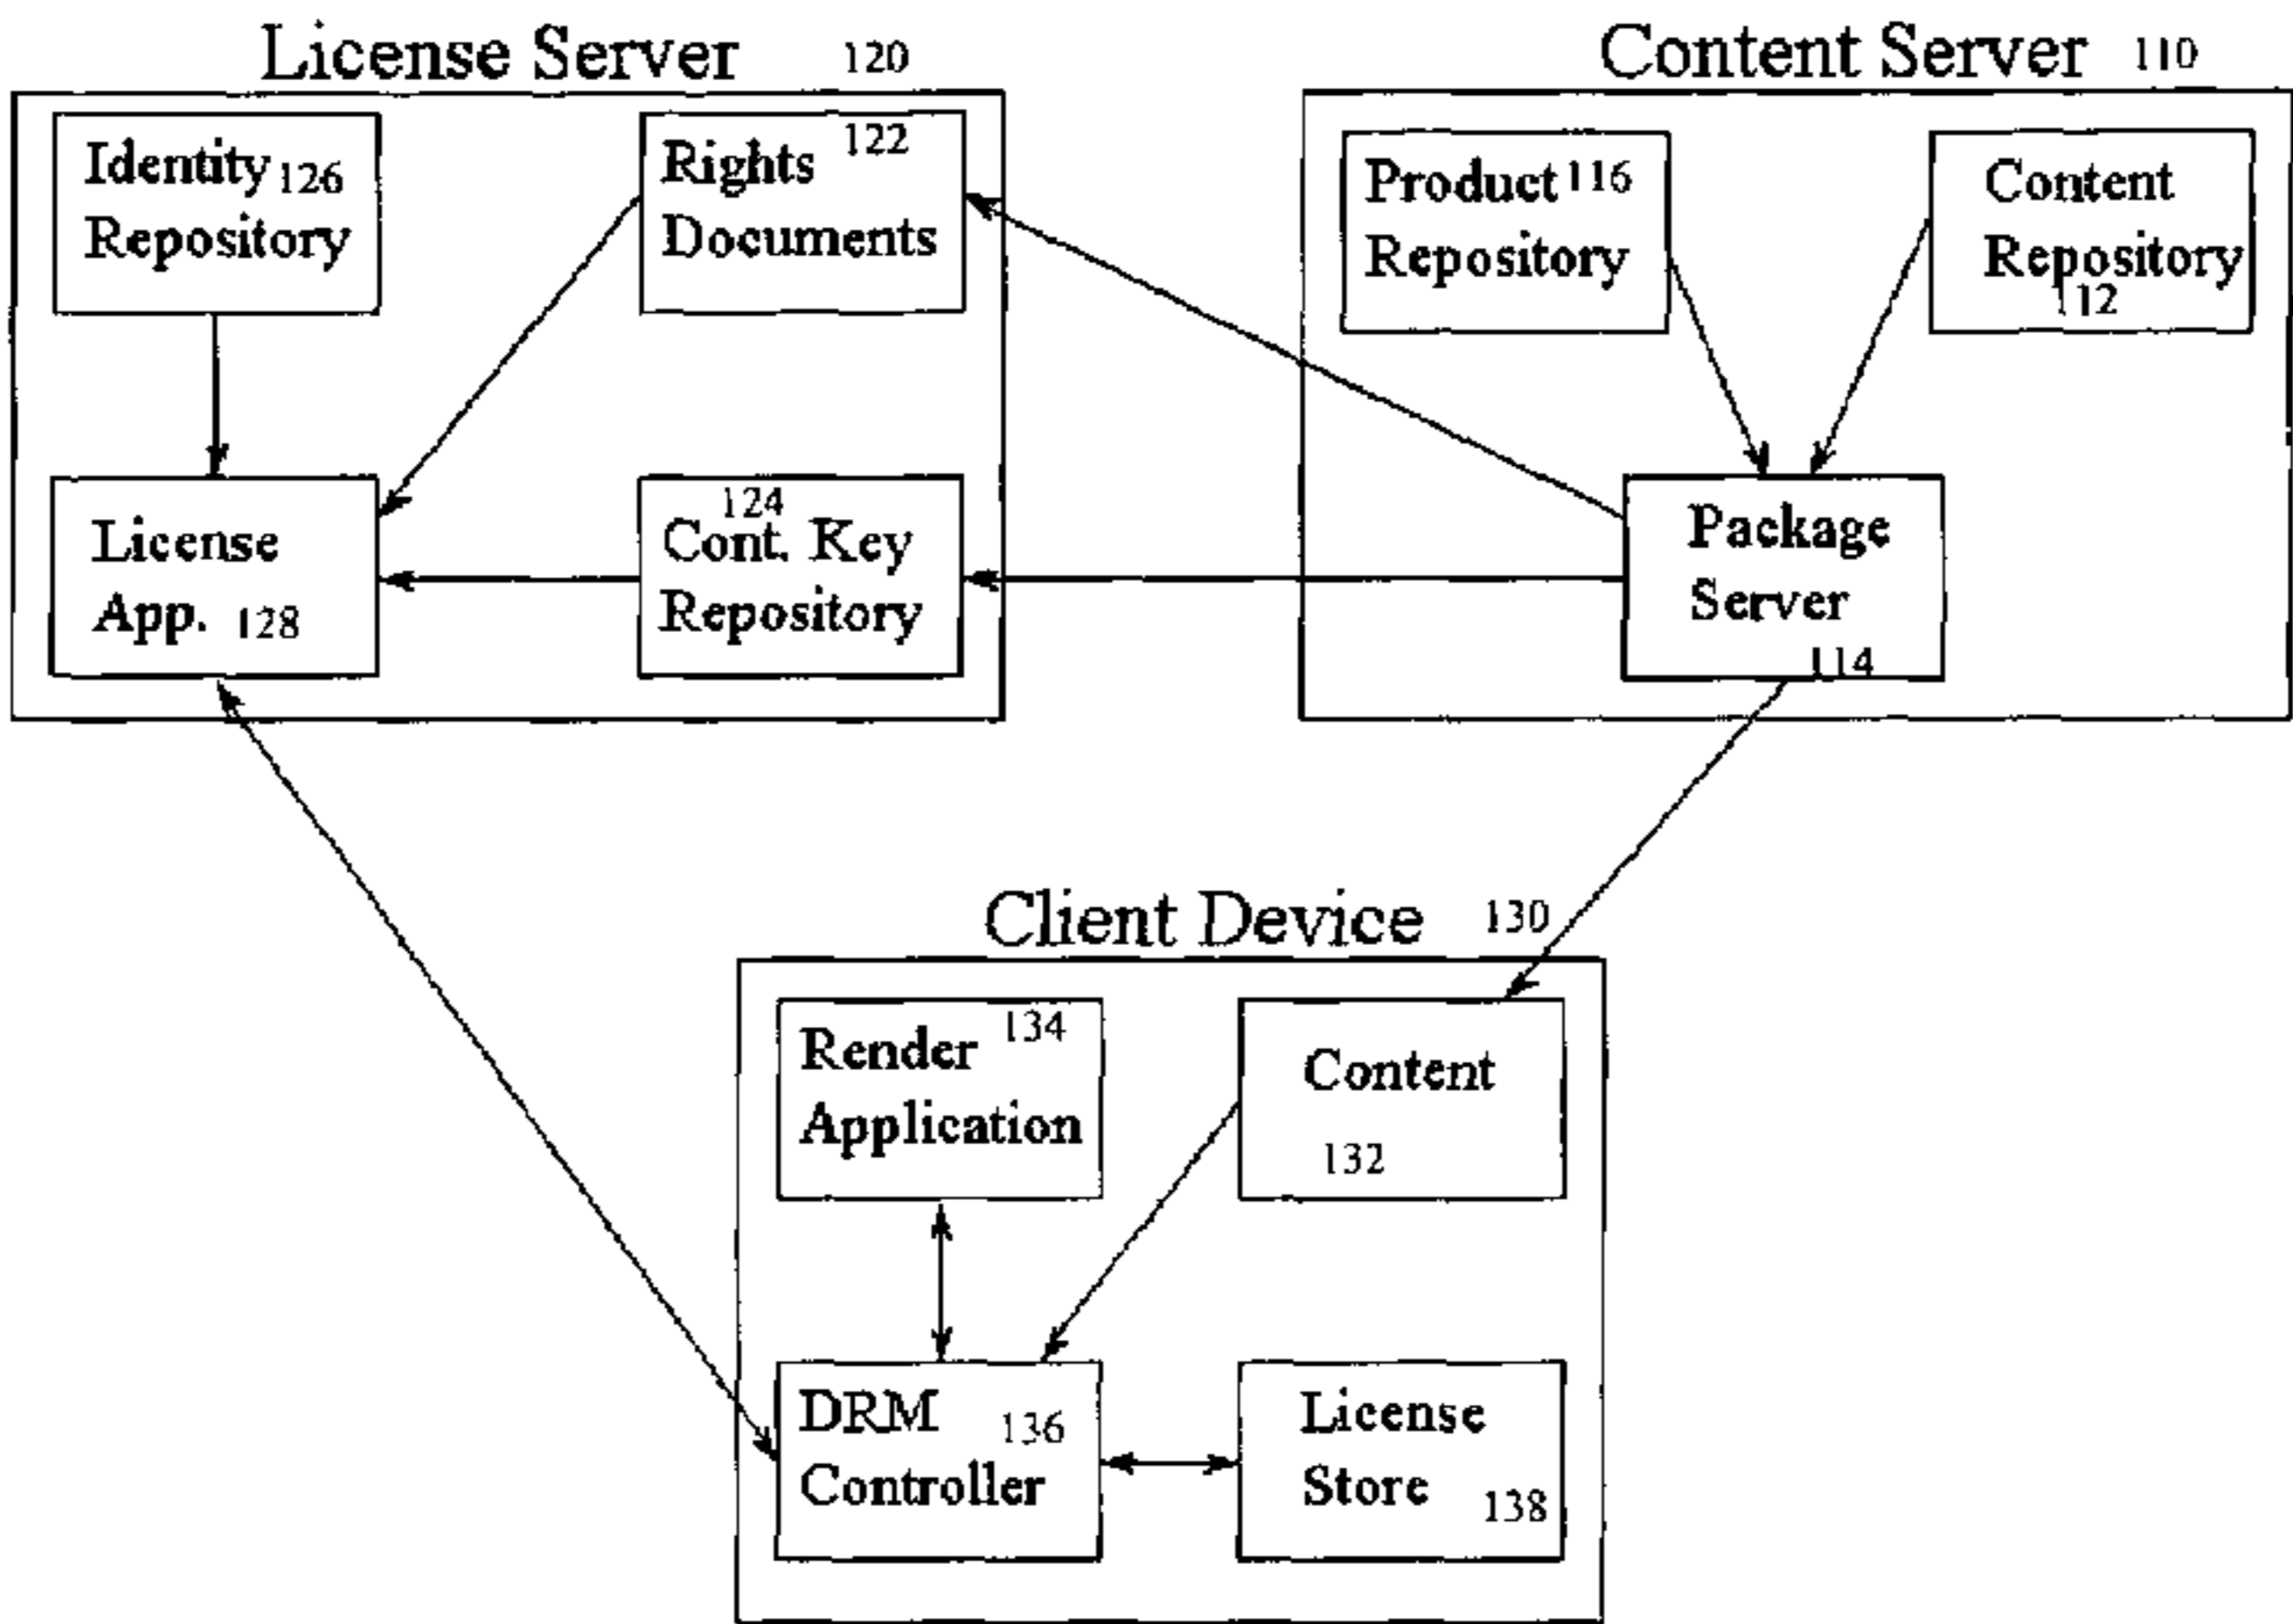 License Server 120
Identity 126
Repository
Rights 122
Documents
License
App. 128
124
Cont. Key
Repository
Content Server 110
Product 116
Repository
Content
Repository
112
Package
Server
114
Client Device 130
Render 134
Application
Content
132
DRM 136
Controller
License
Store 138